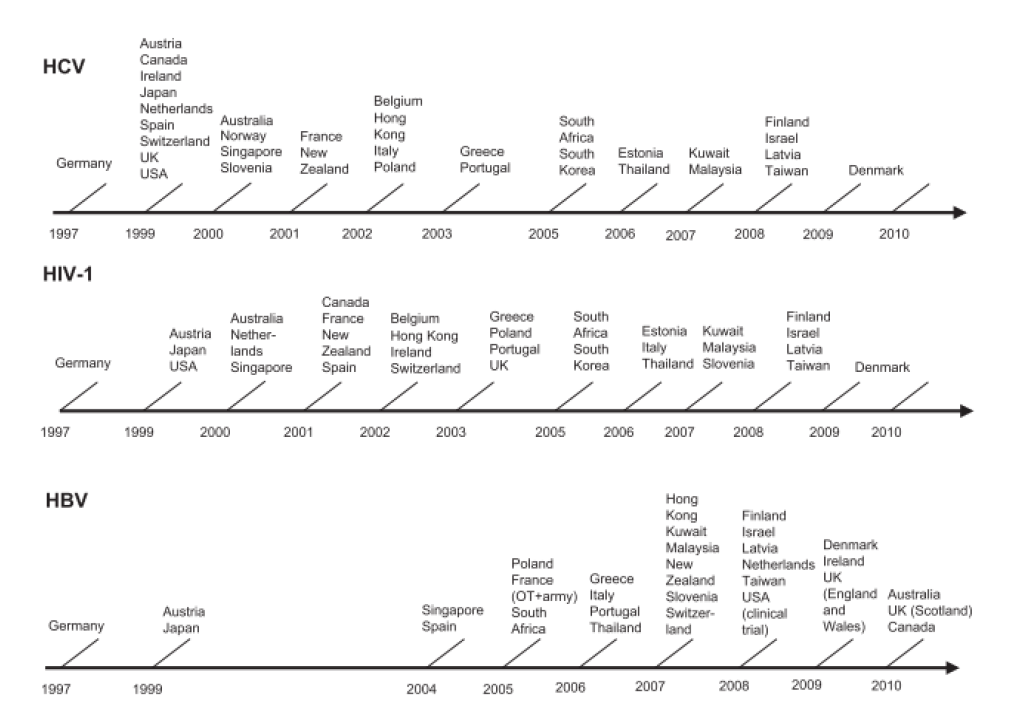 HCV
Germany
Austria
Canada
Ireland
Japan
Netherlands
Spain
Switzerland
UK
USA
Australia
Norway
Singapore
Slovenia
France
New
Zealand
Belgium
Hong
Kong
Italy
Poland
Greece
Portugal
South
Africa
South
Korea
Estonia
Thailand
Kuwait
Malaysia
Finland
Israel
Latvia
Taiwan
Denmark
1997 1999 2000 2001 2002 2003 2005 2006 2007 2008 2009 2010
HIV-1
Germany
Austria
Japan
USA
Australia
Nether-
lands
Singapore
Canada
France
New
Zealand
Spain
Belgium
Hong Kong
Ireland
Switzerland
Greece
Poland
Portugal
UK
South
Africa
South
Korea
Estonia
Italy
Thailand
Kuwait
Malaysia
Slovenia
Finland
Israel
Latvia
Taiwan
Denmark
1997 1999 2000 2001 2002 2003 2005 2006 2007 2008 2009 2010
HBV
Germany
Austria
Japan
Singapore
Spain
Poland
France
(OT+army)
South
Africa
Greece
Italy
Portugal
Thailand
Hong
Kong
Kuwait
Malaysia
New
Zealand
Slovenia
Switzer-
land
Finland
Israel
Latvia
Netherlands
Taiwan
USA
(clinical
trial)
Denmark
Ireland
UK
(England
and
Wales)
Australia
UK (Scotland)
Canada
1997 1999 2004 2005 2006 2007 2008 2009 2010